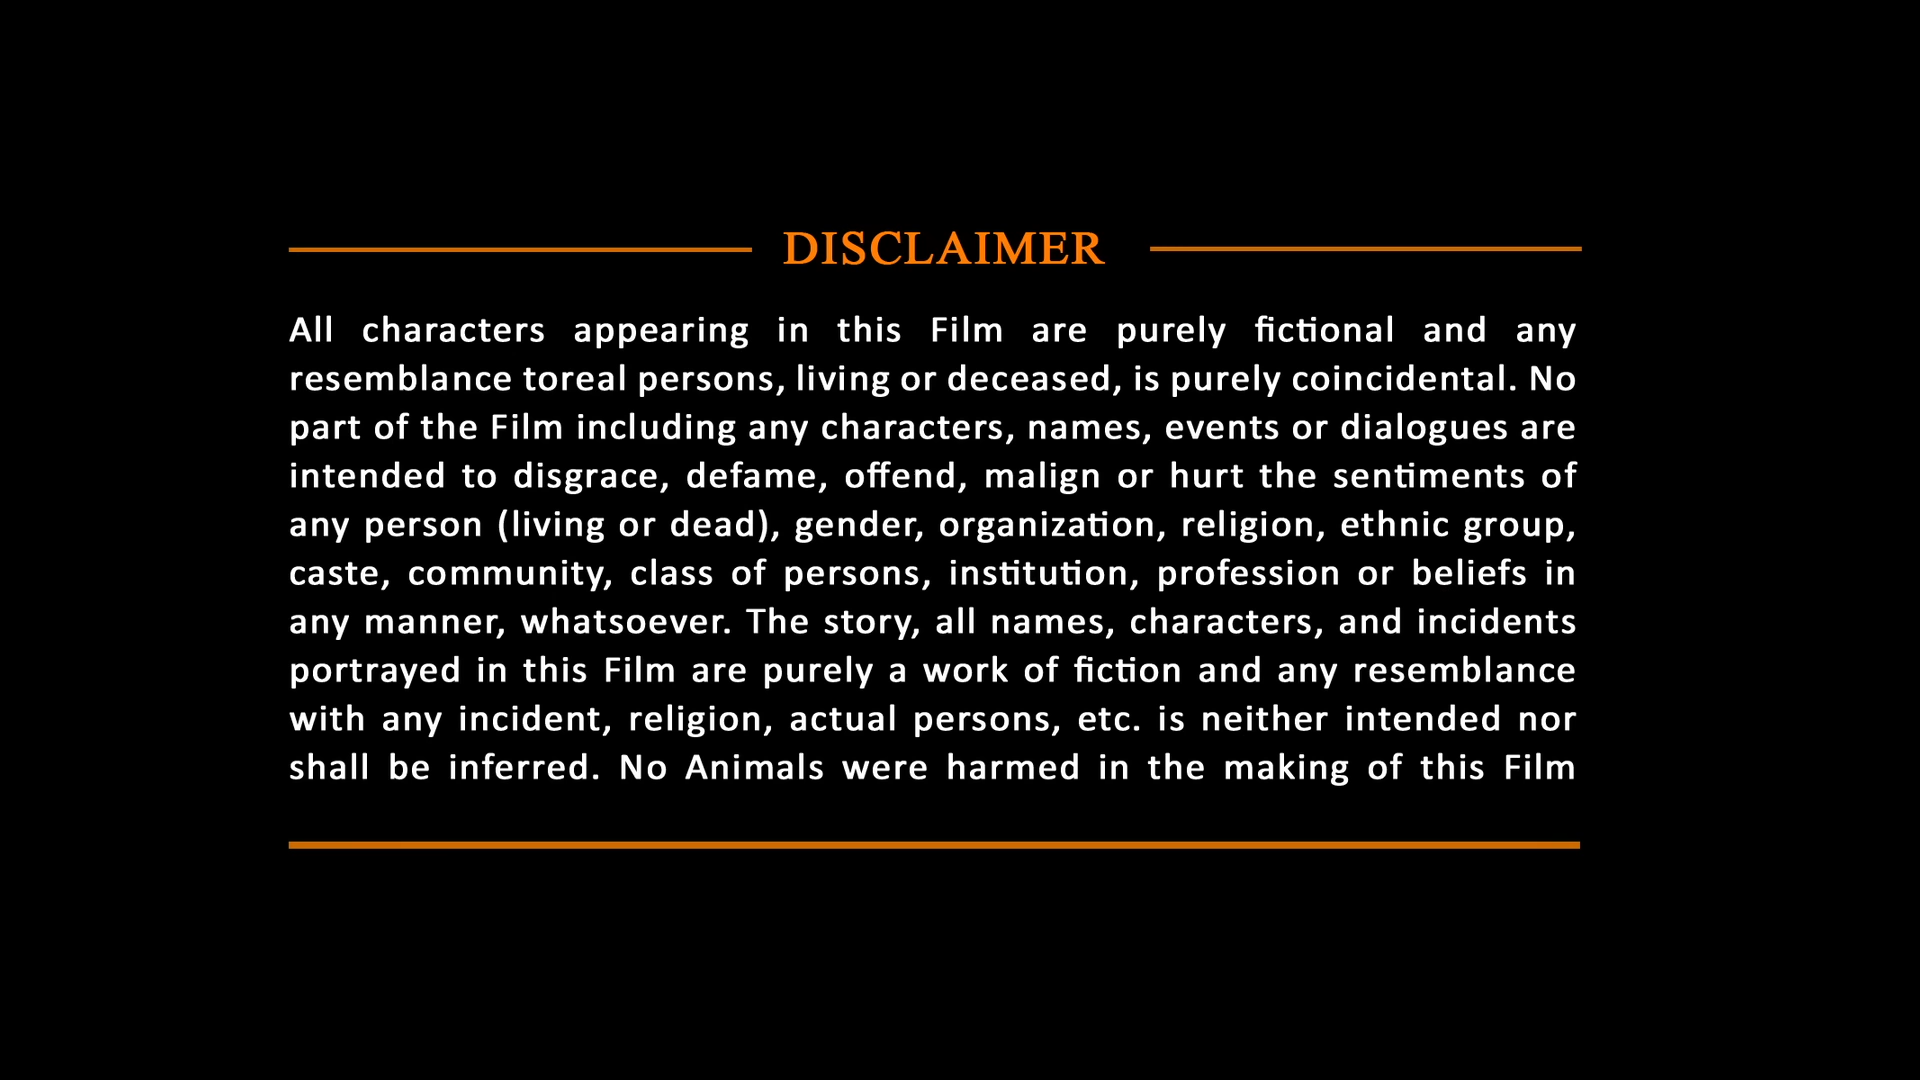 DISCLAIMER
All characters appearing in this Film are purely fictional and any
resemblance toreal persons, living or deceased, is purely coincidental. No
part of the Film including any characters, names, events or dialogues are
intended to disgrace, defame, offend, malign or hurt the sentiments of
any person (living or dead), gender, organization, religion, ethnic group,
caste, community, class of persons, institution, profession or beliefs in
any manner, whatsoever. The story, all names, characters, and incidents
portrayed in this Film are purely a work of fiction and any resemblance
with any incident, religion, actual persons, etc. is neither intended nor
shall be inferred. No Animals were harmed in the making of this Film